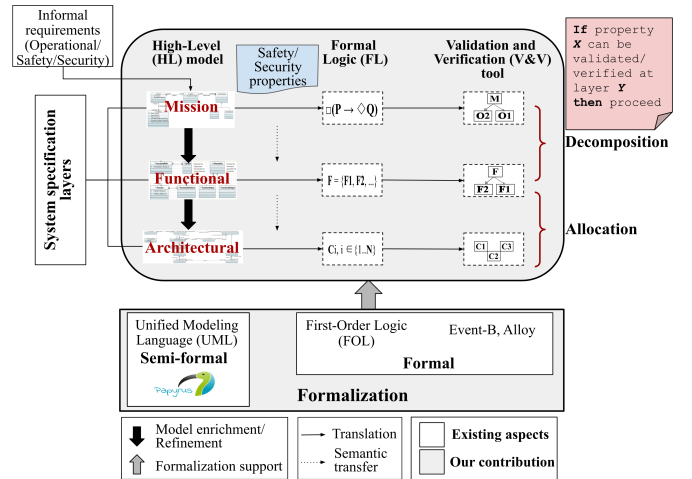 Informal
requirements
(Operational/
Safety/Security)
High-Level
(HL) model
Safety/
Security
properties
Formal
Logic (FL)
Validation and
Verification (V&V)
tool
If property
X can be
validated/
verified at
layer Y
then proceed
System specification
layers
Mission
□(P → ◇Q)
M
O2 O1
Decomposition
Functional
F = {F1, F2, ...}
F
F2 F1
Allocation
Architectural
Ci, i ∈ {1..N}
C1 C3
C2
Unified Modeling
Language (UML)
Semi-formal
Papyrus
First-Order Logic
(FOL)
Event-B, Alloy
Formal
Formalization
Model enrichment/
Refinement
Formalization support
Translation
Semantic
transfer
Existing aspects
Our contribution